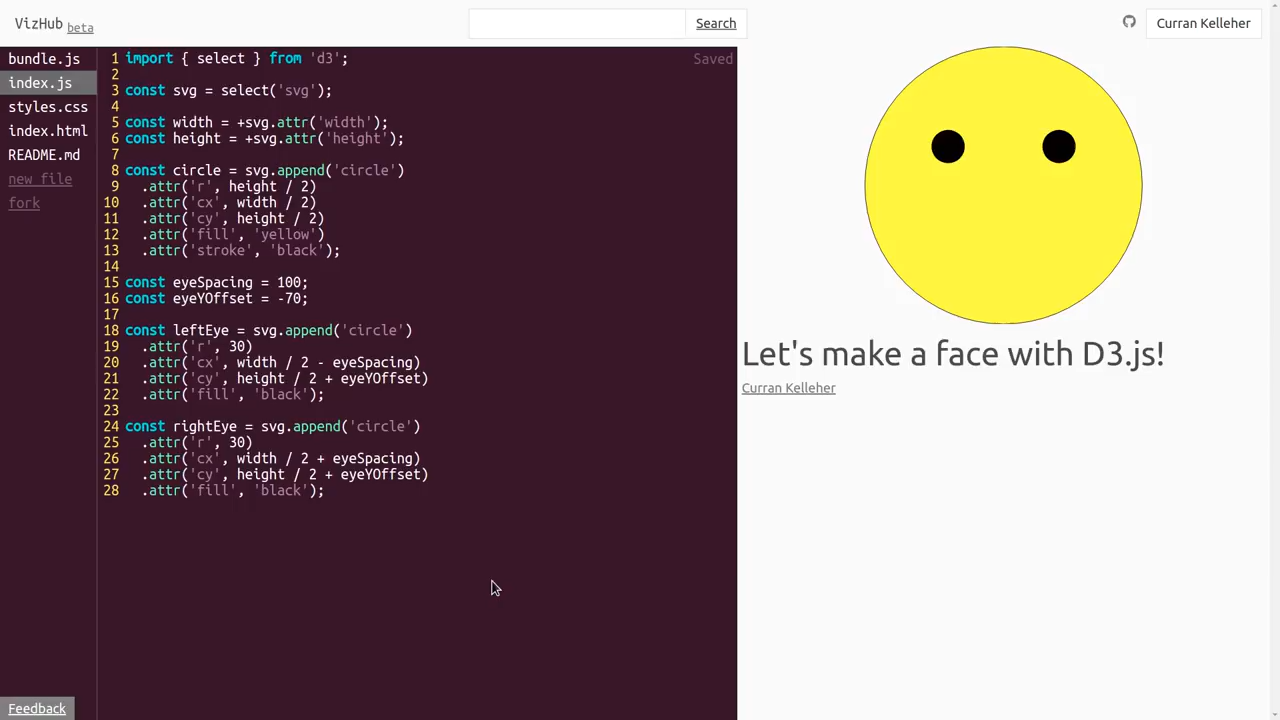 VizHub beta
Search
Curran Kelleher
bundle.js
index.js
styles.css
index.html
README.md
new file
fork
Saved
1 import { select } from 'd3';
2
3 const svg = select('svg');
4
5 const width = +svg.attr('width');
6 const height = +svg.attr('height');
7
8 const circle = svg.append('circle')
9   .attr('r', height / 2)
10   .attr('cx', width / 2)
11   .attr('cy', height / 2)
12   .attr('fill', 'yellow')
13   .attr('stroke', 'black');
14
15 const eyeSpacing = 100;
16 const eyeYOffset = -70;
17
18 const leftEye = svg.append('circle')
19   .attr('r', 30)
20   .attr('cx', width / 2 - eyeSpacing)
21   .attr('cy', height / 2 + eyeYOffset)
22   .attr('fill', 'black');
23
24 const rightEye = svg.append('circle')
25   .attr('r', 30)
26   .attr('cx', width / 2 + eyeSpacing)
27   .attr('cy', height / 2 + eyeYOffset)
28   .attr('fill', 'black');
Let's make a face with D3.js!
Curran Kelleher
Feedback